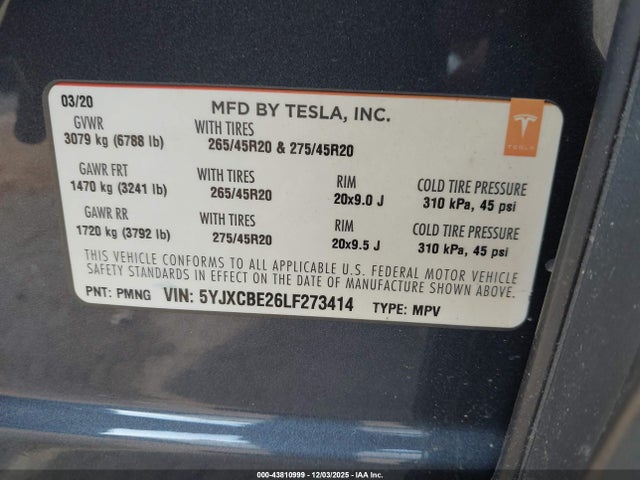 03/20
MFD BY TESLA, INC.
TESLA
GVWR
3079 kg (6788 lb)
WITH TIRES
265/45R20 & 275/45R20
GAWR FRT
1470 kg (3241 lb)
WITH TIRES
265/45R20
RIM
20x9.0 J
COLD TIRE PRESSURE
310 kPa, 45 psi
GAWR RR
1720 kg (3792 lb)
WITH TIRES
275/45R20
RIM
20x9.5 J
COLD TIRE PRESSURE
310 kPa, 45 psi
THIS VEHICLE CONFORMS TO ALL APPLICABLE U.S. FEDERAL MOTOR VEHICLE
SAFETY STANDARDS IN EFFECT ON THE DATE OF MANUFACTURE SHOWN ABOVE.
PNT: PMNG VIN: 5YJXCBE26LF273414 TYPE: MPV
000-43810999 - 12/03/2025 - IAA Inc.